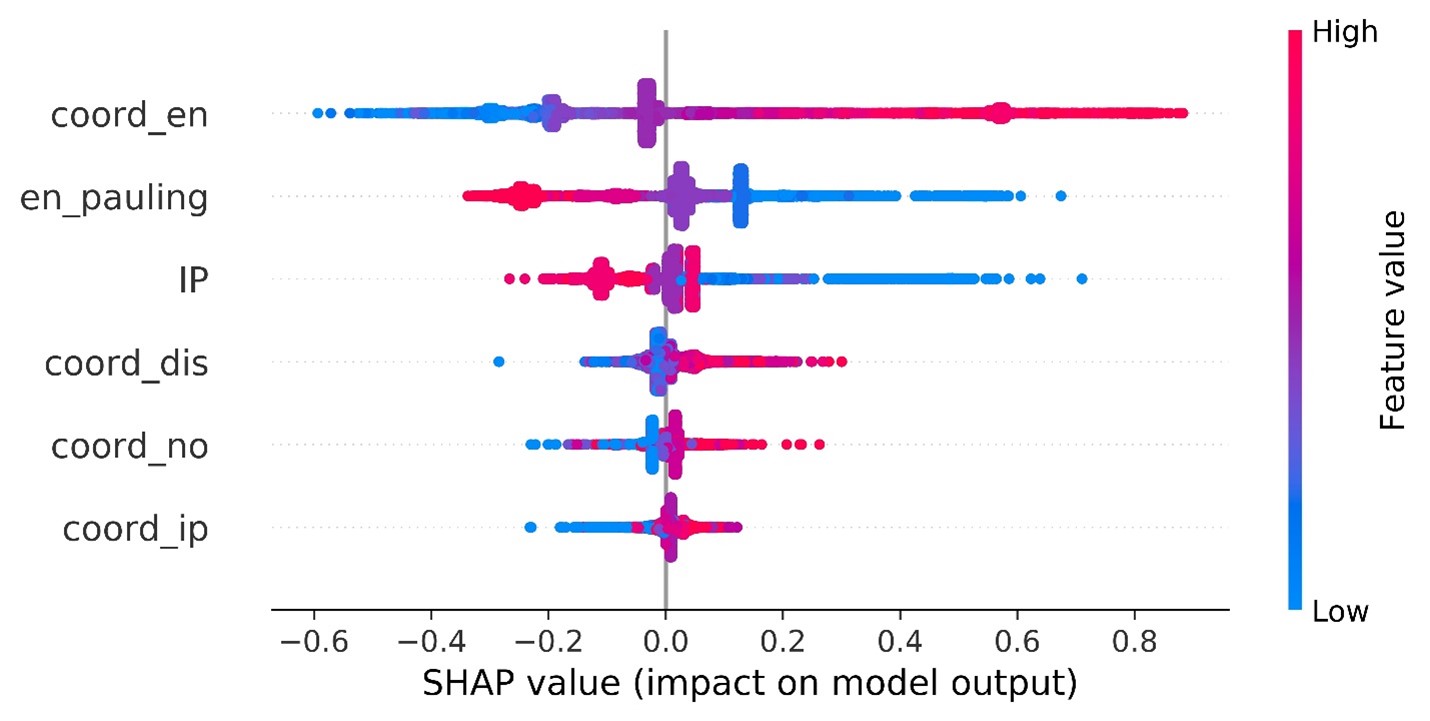 coord_en
en_pauling
IP
coord_dis
coord_no
coord_ip
−0.6 −0.4 −0.2 0.0 0.2 0.4 0.6 0.8
SHAP value (impact on model output)
High
Feature value
Low